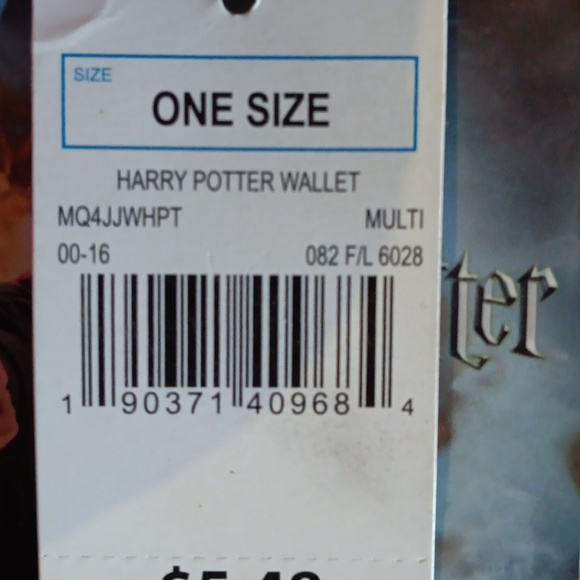 SIZE
ONE SIZE
HARRY POTTER WALLET
MQ4JJWHPT MULTI
00-16 082 F/L 6028
1 90371 40968 4
ter